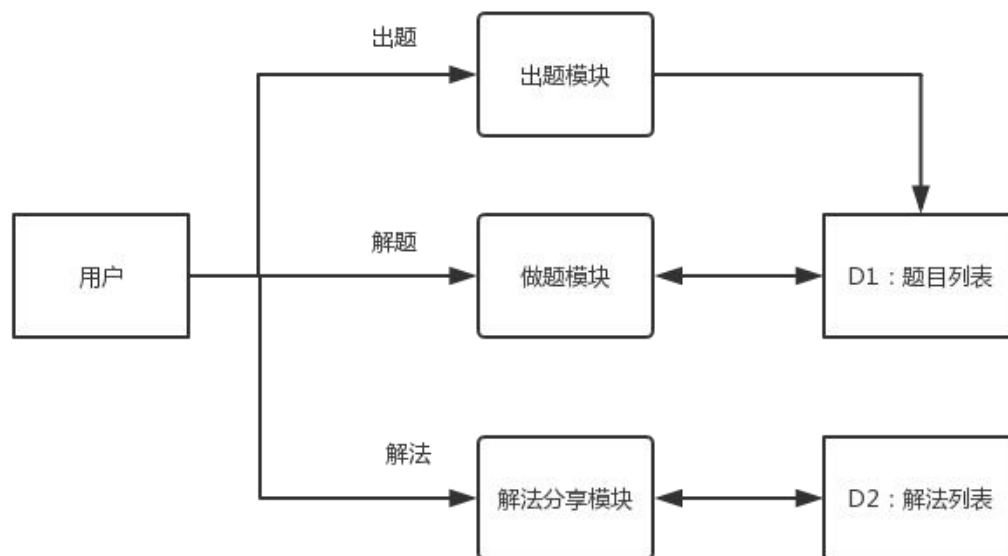 出题
出题模块
解题
用户
做题模块
D1：题目列表
解法
解法分享模块
D2：解法列表